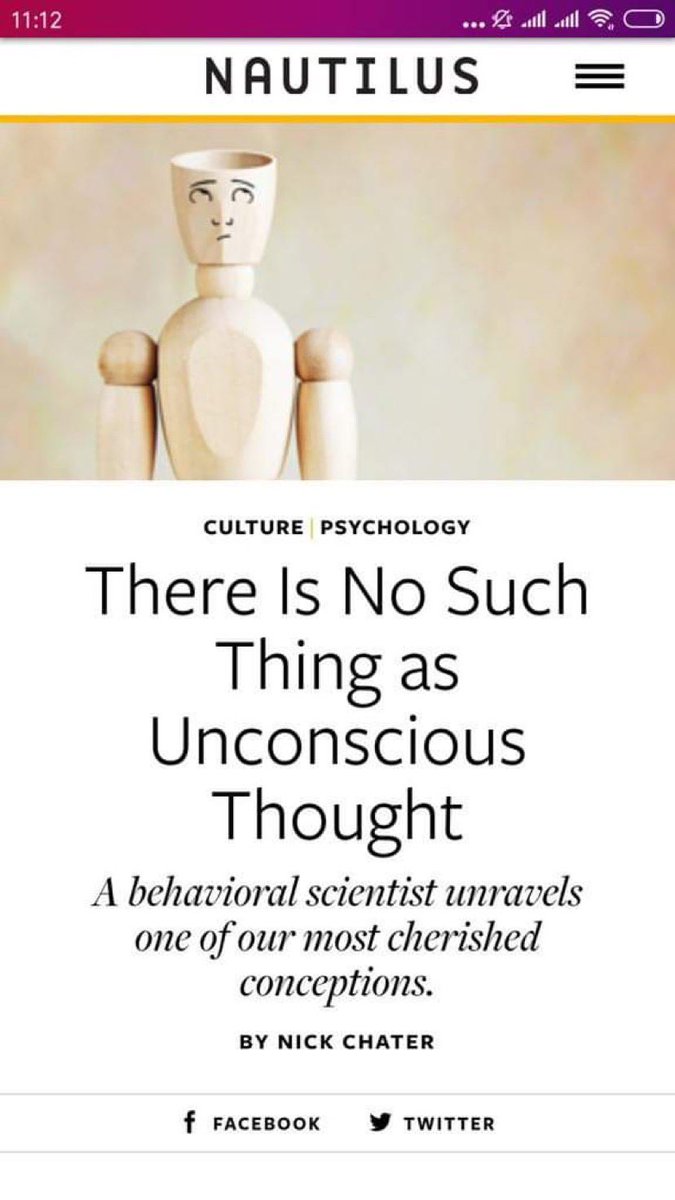 11:12
NAUTILUS
CULTURE | PSYCHOLOGY
There Is No Such
Thing as
Unconscious
Thought
A behavioral scientist unravels
one of our most cherished
conceptions.
BY NICK CHATER
FACEBOOK TWITTER